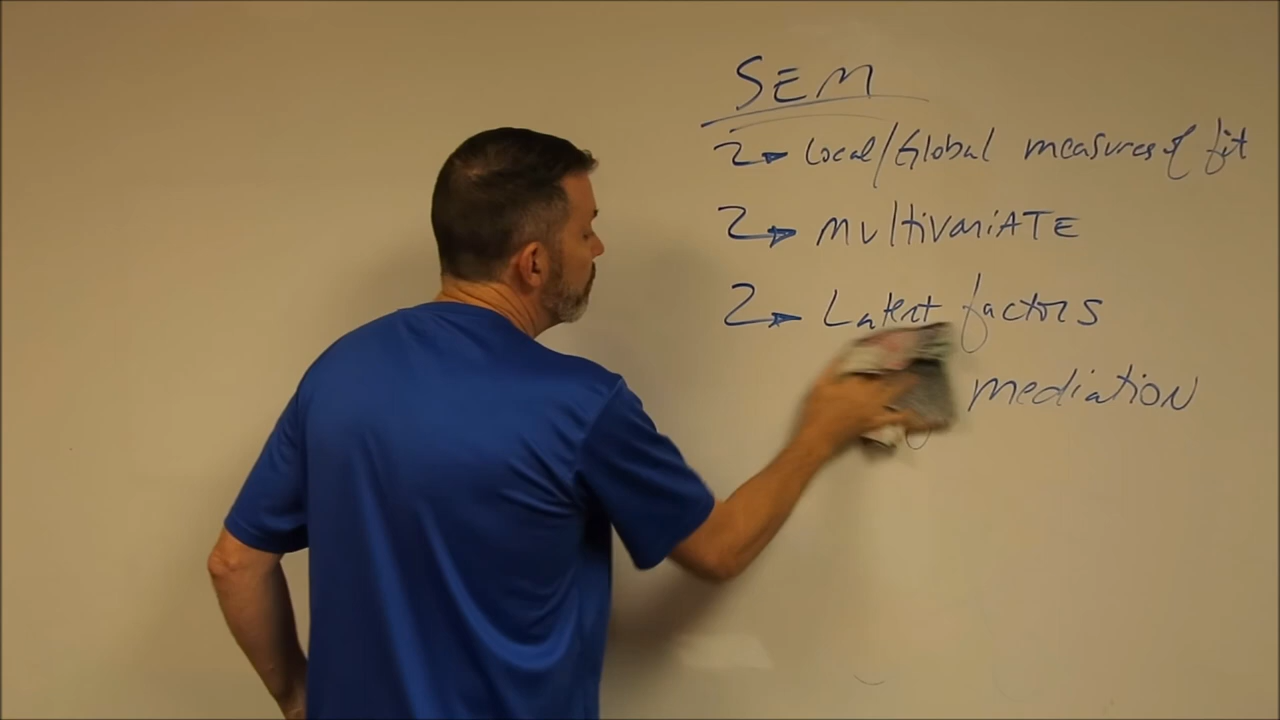 SEM
Local/Global measures of fit
MultivariATE
Latent factors
mediation